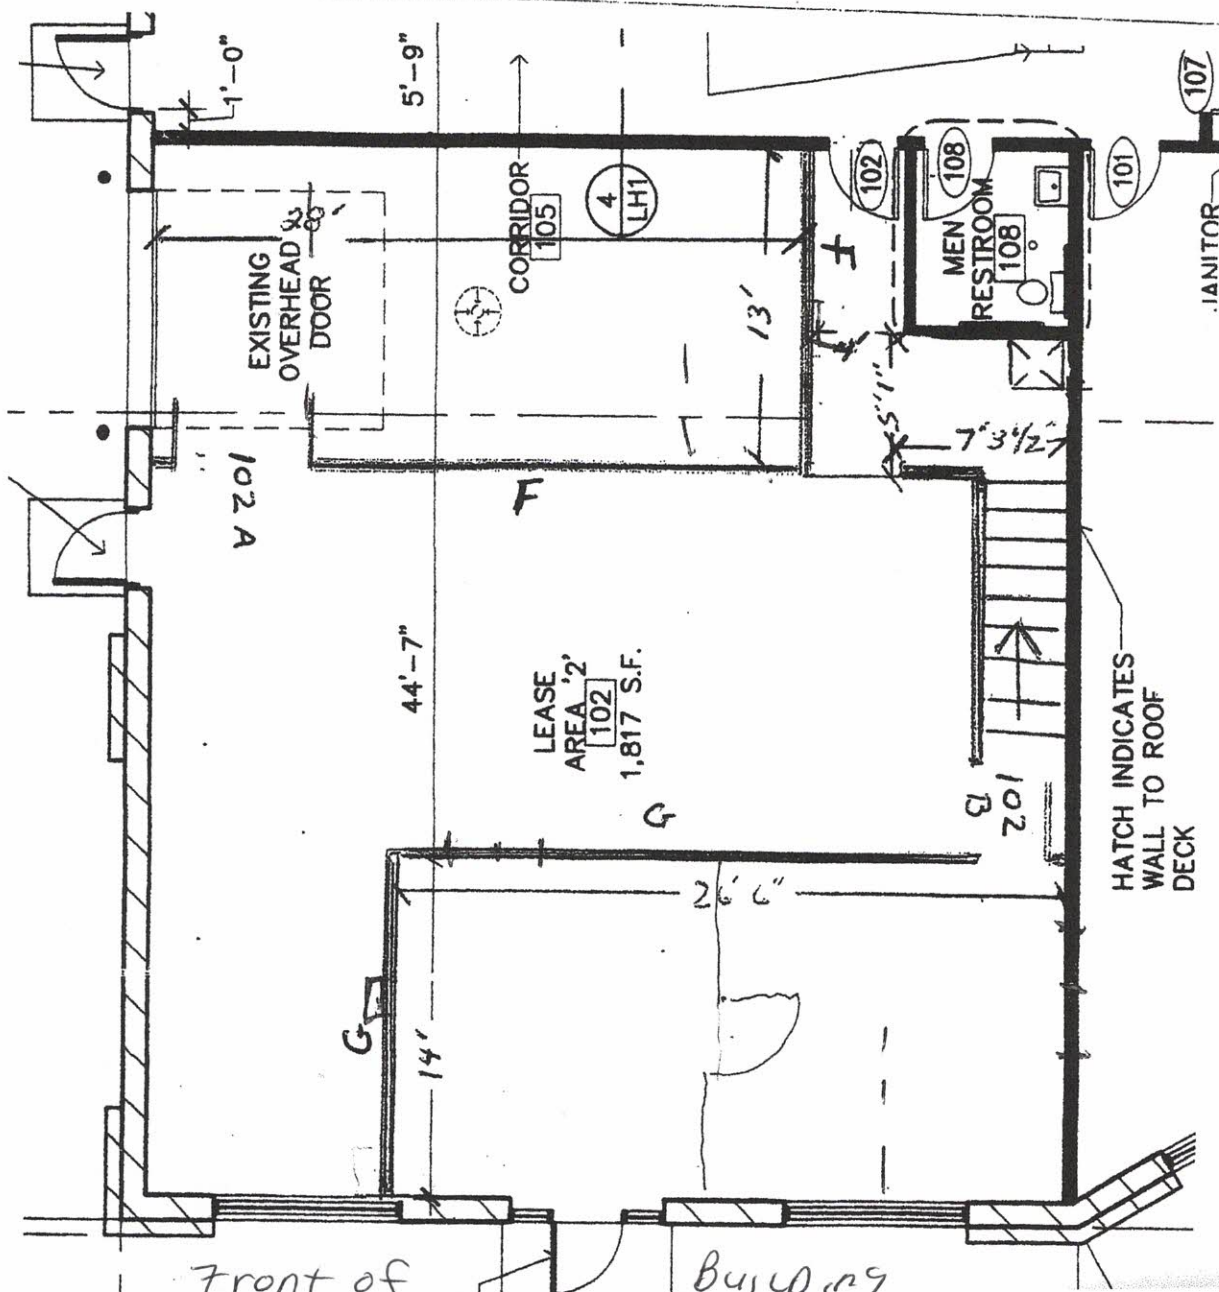 1'-0"
5'-9"
107
EXISTING
OVERHEAD
DOOR
CORRIDOR
105
4
LH1
102
108
101
MEN
RESTROOM
108
JANITOR
13'
F
102 A
7' 3 1/2"
F
44'-7"
LEASE
AREA '2'
102
1,817 S.F.
G
102
B
HATCH INDICATES
WALL TO ROOF
DECK
26' 6"
G
14'
Front of Building